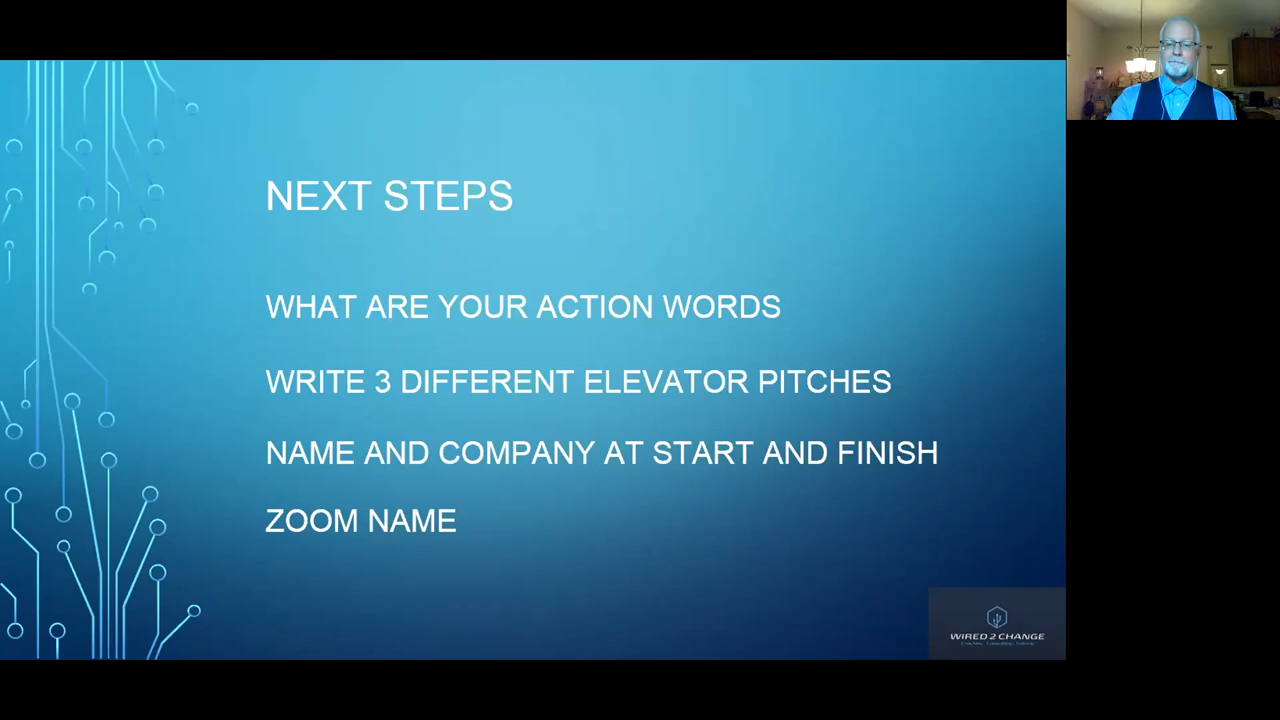 NEXT STEPS
WHAT ARE YOUR ACTION WORDS
WRITE 3 DIFFERENT ELEVATOR PITCHES
NAME AND COMPANY AT START AND FINISH
ZOOM NAME
WIRED 2 CHANGE